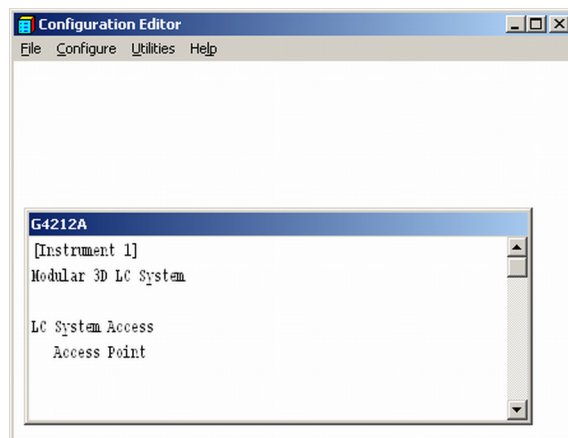 Configuration Editor
File Configure Utilities Help
G4212A
[Instrument 1]
Modular 3D LC System
LC System Access
Access Point